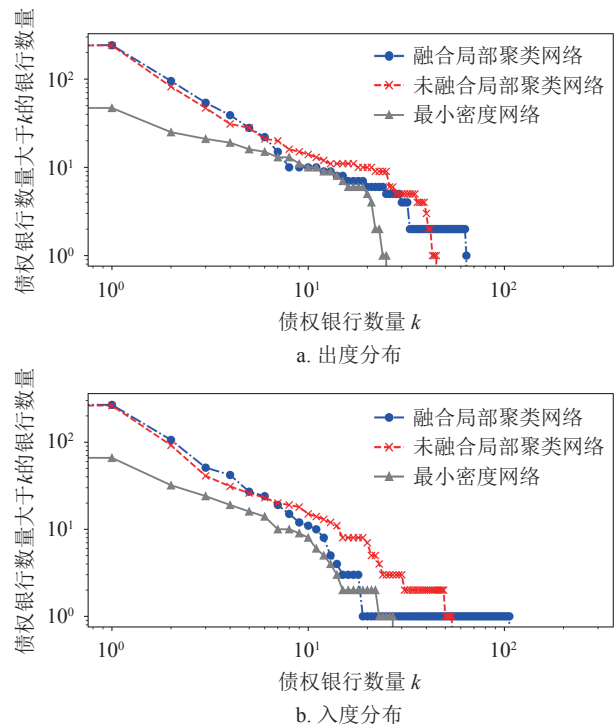 债权银行数量大于k的银行数量
10²
10¹
10⁰
融合局部聚类网络
未融合局部聚类网络
最小密度网络
10⁰
10¹
10²
债权银行数量 k
a. 出度分布
债权银行数量大于k的银行数量
10²
10¹
10⁰
融合局部聚类网络
未融合局部聚类网络
最小密度网络
10⁰
10¹
10²
债权银行数量 k
b. 入度分布